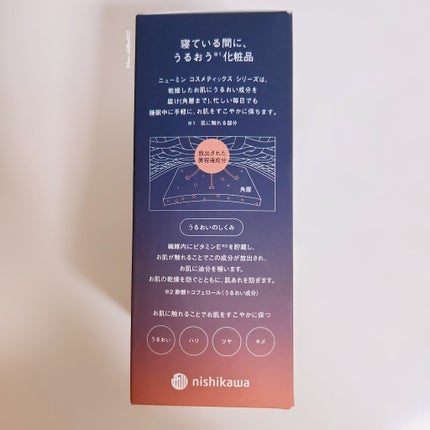 寝ている間に、
うるおう※1化粧品
ニューミン コスメティックス シリーズは、
乾燥したお肌にうるおい成分を
届け(角層まで)、忙しい毎日でも
睡眠中に手軽に、お肌をすこやかに保ちます。
※1 肌に触れる部分
放出された
美容液成分
角層
うるおいのしくみ
繊維内にビタミンE※2を貯蔵し、
お肌が触れることでこの成分が放出され、
お肌に油分を補います。
お肌の乾燥を防ぐとともに、肌あれを防ぎます。
※2 酢酸トコフェロール(うるおい成分)
お肌に触れることでお肌をすこやかに保つ
うるおい ハリ ツヤ キメ
nishikawa